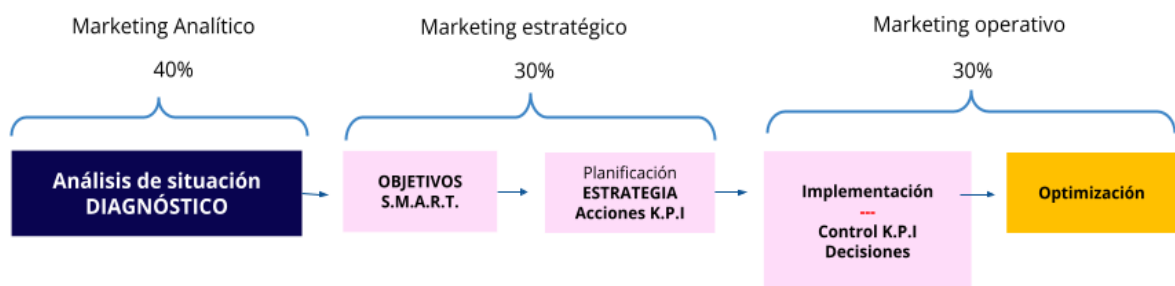 Marketing Analítico
40%
Marketing estratégico
30%
Marketing operativo
30%
Análisis de situación
DIAGNÓSTICO
OBJETIVOS
S.M.A.R.T.
Planificación
ESTRATEGIA
Acciones K.P.I
Implementación
---
Control K.P.I
Decisiones
Optimización